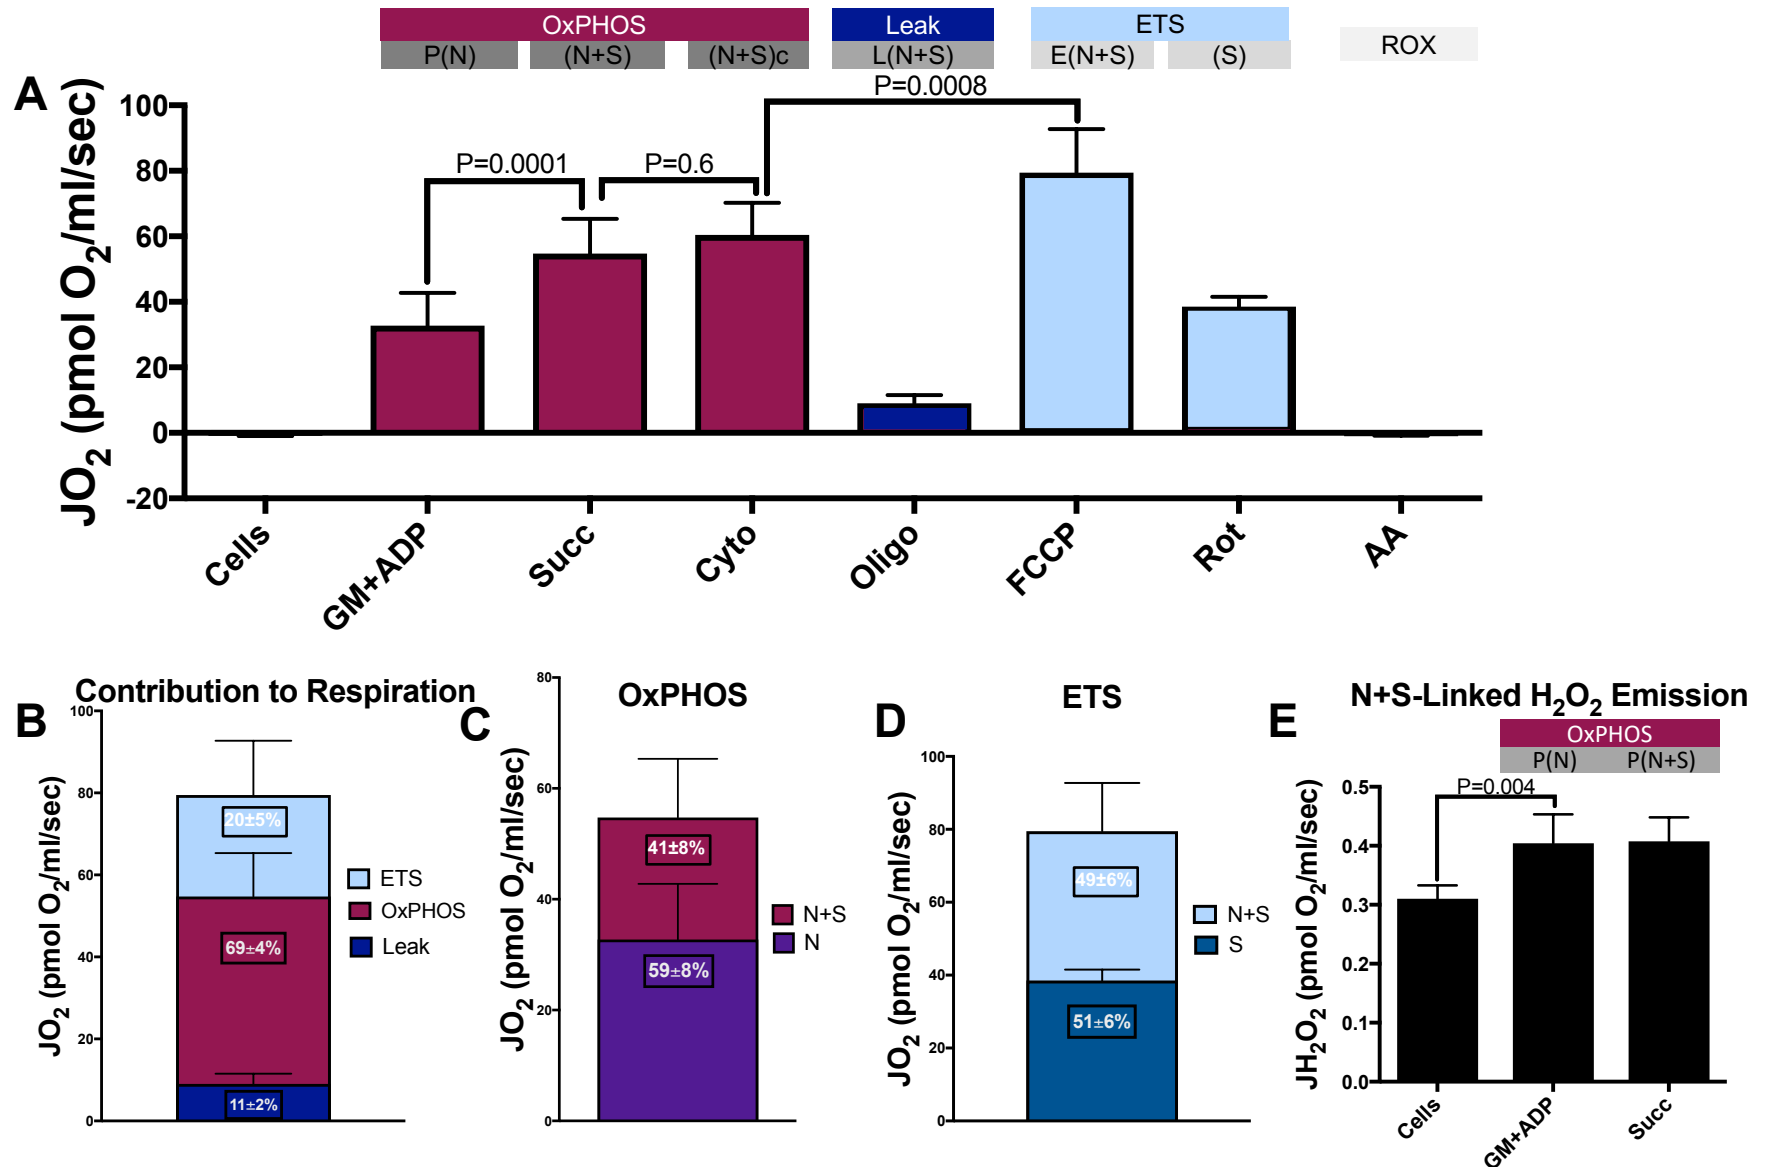 OxPHOS Leak ETS
P(N) (N+S) (N+S)c L(N+S) E(N+S) (S) ROX
A
P=0.0008
P=0.0001 P=0.6
JO2 (pmol O2/ml/sec)
100
80
60
40
20
0
-20
Cells GM+ADP Succ Cyto Oligo FCCP Rot AA
B
Contribution to Respiration
JO2 (pmol O2/ml/sec)
100
80
60
40
20
0
20±5%
69±4%
11±2%
ETS
OxPHOS
Leak
C
OxPHOS
JO2 (pmol O2/ml/sec)
80
60
40
20
0
41±8%
59±8%
N+S
N
D
ETS
JO2 (pmol O2/ml/sec)
100
80
60
40
20
0
49±6%
51±6%
N+S
S
E
N+S-Linked H2O2 Emission
OxPHOS
P(N) P(N+S)
P=0.004
JH2O2 (pmol O2/ml/sec)
0.5
0.4
0.3
0.2
0.1
0.0
Cells GM+ADP Succ